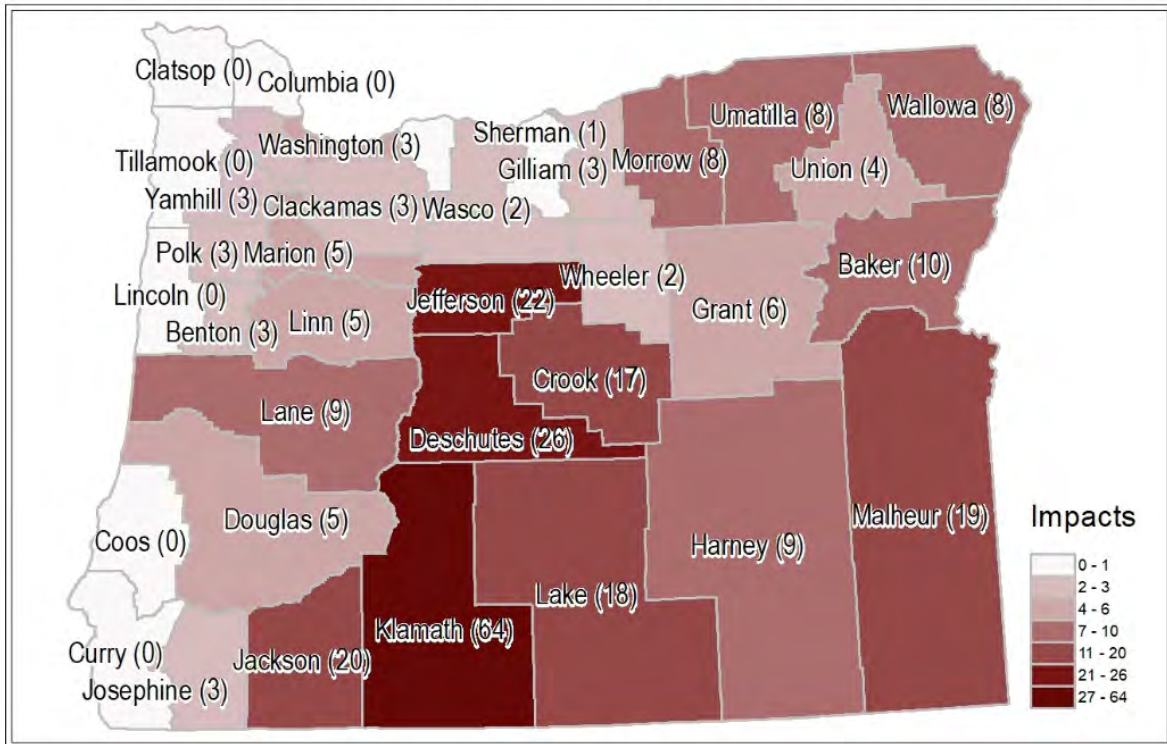 Clatsop (0)
Columbia (0)
Washington (3)
Sherman (1)
Umatilla (8)
Wallowa (8)
Tillamook (0)
Gilliam (3)
Morrow (8)
Union (4)
Yamhill (3)
Clackamas (3)
Wasco (2)
Polk (3)
Marion (5)
Wheeler (2)
Baker (10)
Lincoln (0)
Jefferson (22)
Grant (6)
Benton (3)
Linn (5)
Crook (17)
Lane (9)
Deschutes (26)
Douglas (5)
Coos (0)
Harney (9)
Malheur (19)
Lake (18)
Klamath (64)
Curry (0)
Jackson (20)
Josephine (3)
Impacts
0 - 1
2 - 3
4 - 6
7 - 10
11 - 20
21 - 26
27 - 64